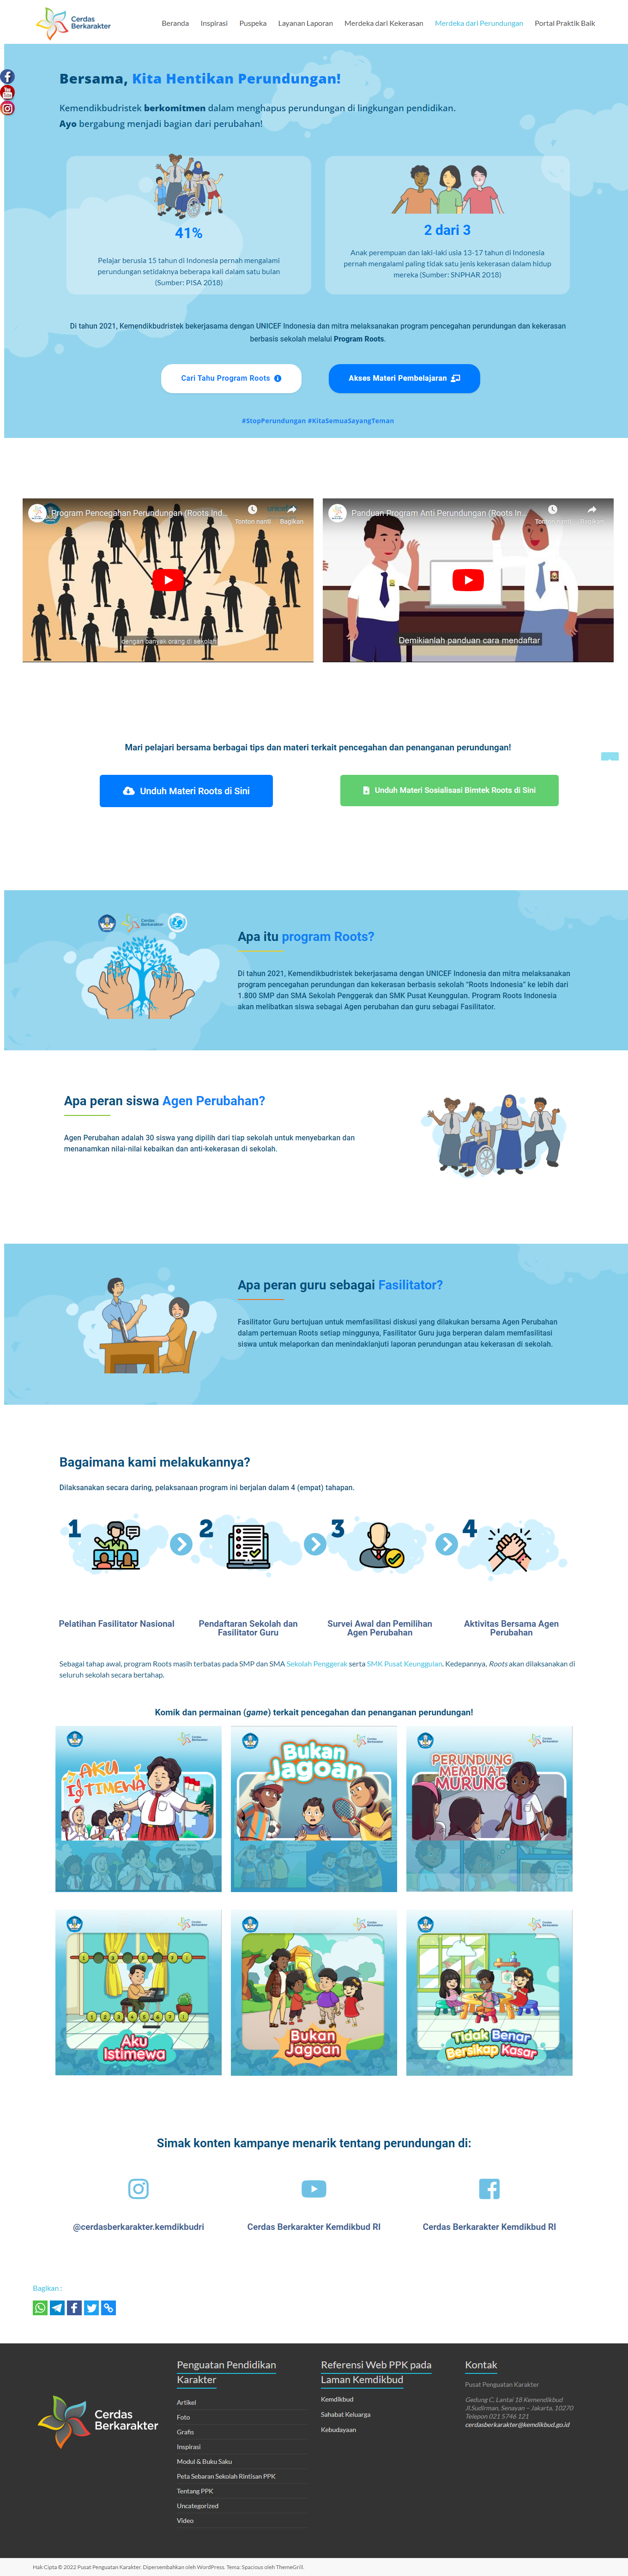 Cerdas
Berkarakter
Beranda Inspirasi Puspeka Layanan Laporan Merdeka dari Kekerasan Merdeka dari Perundungan Portal Praktik Baik
Bersama, Kita Hentikan Perundungan!
Kemendikbudristek berkomitmen dalam menghapus perundungan di lingkungan pendidikan.
Ayo bergabung menjadi bagian dari perubahan!
41%
Pelajar berusia 15 tahun di Indonesia pernah mengalami
perundungan setidaknya beberapa kali dalam satu bulan
(Sumber: PISA 2018)
2 dari 3
Anak perempuan dan laki-laki usia 13-17 tahun di Indonesia
pernah mengalami paling tidak satu jenis kekerasan dalam hidup
mereka (Sumber: SNPHAR 2018)
Di tahun 2021, Kemendikbudristek bekerjasama dengan UNICEF Indonesia dan mitra melaksanakan program pencegahan perundungan dan kekerasan
berbasis sekolah melalui Program Roots.
Cari Tahu Program Roots
Akses Materi Pembelajaran
#StopPerundungan #KitaSemuaSayangTeman
Program Pencegahan Perundungan (Roots Ind...
Tonton nanti Bagikan
dengan banyak orang di sekolah
Panduan Program Anti Perundungan (Roots In...
Tonton nanti Bagikan
Demikianlah panduan cara mendaftar
Mari pelajari bersama berbagai tips dan materi terkait pencegahan dan penanganan perundungan!
Unduh Materi Roots di Sini
Unduh Materi Sosialisasi Bimtek Roots di Sini
Cerdas
Berkarakter
Apa itu program Roots?
Di tahun 2021, Kemendikbudristek bekerjasama dengan UNICEF Indonesia dan mitra melaksanakan
program pencegahan perundungan dan kekerasan berbasis sekolah "Roots Indonesia" ke lebih dari
1.800 SMP dan SMA Sekolah Penggerak dan SMK Pusat Keunggulan. Program Roots Indonesia
akan melibatkan siswa sebagai Agen perubahan dan guru sebagai Fasilitator.
Apa peran siswa Agen Perubahan?
Agen Perubahan adalah 30 siswa yang dipilih dari tiap sekolah untuk menyebarkan dan
menanamkan nilai-nilai kebaikan dan anti-kekerasan di sekolah.
Apa peran guru sebagai Fasilitator?
Fasilitator Guru bertujuan untuk memfasilitasi diskusi yang dilakukan bersama Agen Perubahan
dalam pertemuan Roots setiap minggunya, Fasilitator Guru juga berperan dalam memfasilitasi
siswa untuk melaporkan dan menindaklanjuti laporan perundungan atau kekerasan di sekolah.
Bagaimana kami melakukannya?
Dilaksanakan secara daring, pelaksanaan program ini berjalan dalam 4 (empat) tahapan.
1 2 3 4
Pelatihan Fasilitator Nasional
Pendaftaran Sekolah dan
Fasilitator Guru
Survei Awal dan Pemilihan
Agen Perubahan
Aktivitas Bersama Agen
Perubahan
Sebagai tahap awal, program Roots masih terbatas pada SMP dan SMA Sekolah Penggerak serta SMK Pusat Keunggulan. Kedepannya, Roots akan dilaksanakan di
seluruh sekolah secara bertahap.
Komik dan permainan (game) terkait pencegahan dan penanganan perundungan!
AKU
ISTIMEWA
Bukan
Jagoan
PERUNDUNG
MEMBUAT
MURUNG
Aku
Istimewa
Bukan
Jagoan
Tidak Benar
Bersikap Kasar
Simak konten kampanye menarik tentang perundungan di:
@cerdasberkarakter.kemdikbudri
Cerdas Berkarakter Kemdikbud RI
Cerdas Berkarakter Kemdikbud RI
Bagikan :
Cerdas
Berkarakter
Penguatan Pendidikan
Karakter
Artikel
Foto
Grafis
Inspirasi
Modul & Buku Saku
Peta Sebaran Sekolah Rintisan PPK
Tentang PPK
Uncategorized
Video
Referensi Web PPK pada
Laman Kemdikbud
Kemdikbud
Sahabat Keluarga
Kebudayaan
Kontak
Pusat Penguatan Karakter
Gedung C, Lantai 18 Kemendikbud
Jl.Sudirman, Senayan – Jakarta, 10270
Telepon 021 5746 121
cerdasberkarakter@kemdikbud.go.id
Hak Cipta © 2022 Pusat Penguatan Karakter. Dipersembahkan oleh WordPress. Tema: Spacious oleh ThemeGrill.